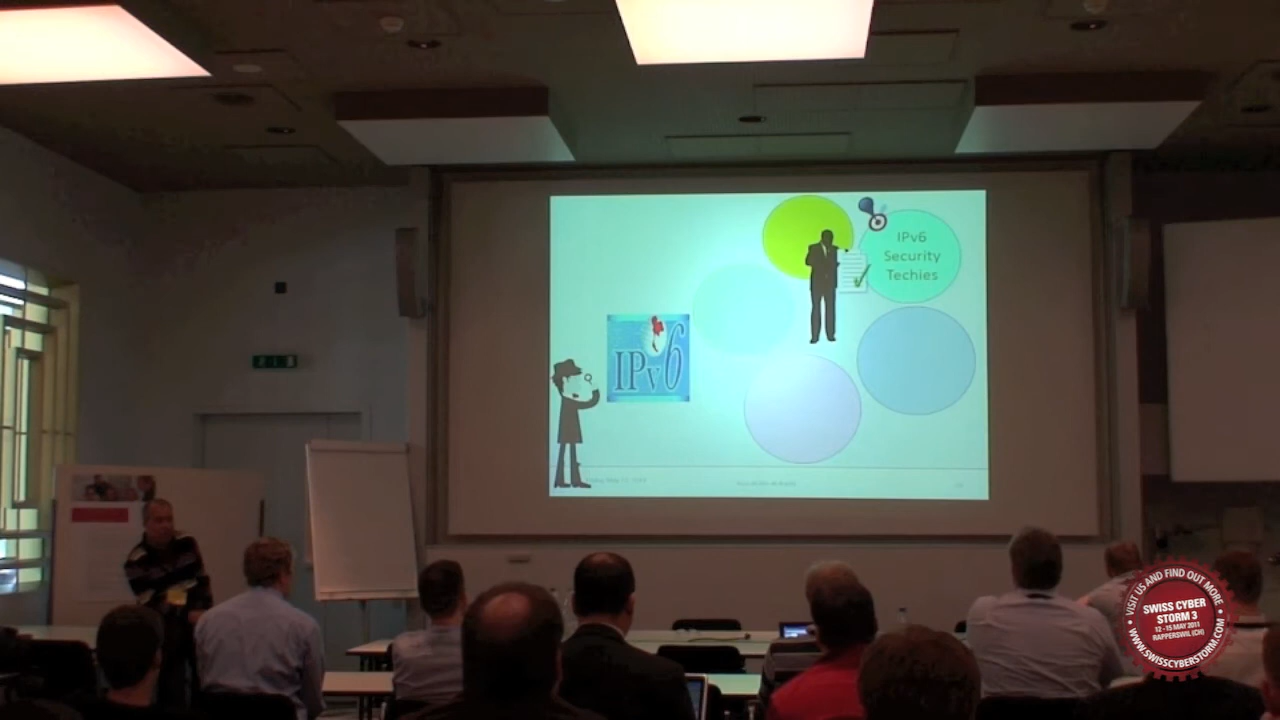 IPv6
Security
Techies
IPv6
VISIT US AND FIND OUT MORE
SWISS CYBER
STORM 3
12 - 15 MAY 2011
RAPPERSWIL (CH)
WWW.SWISSCYBERSTORM.COM